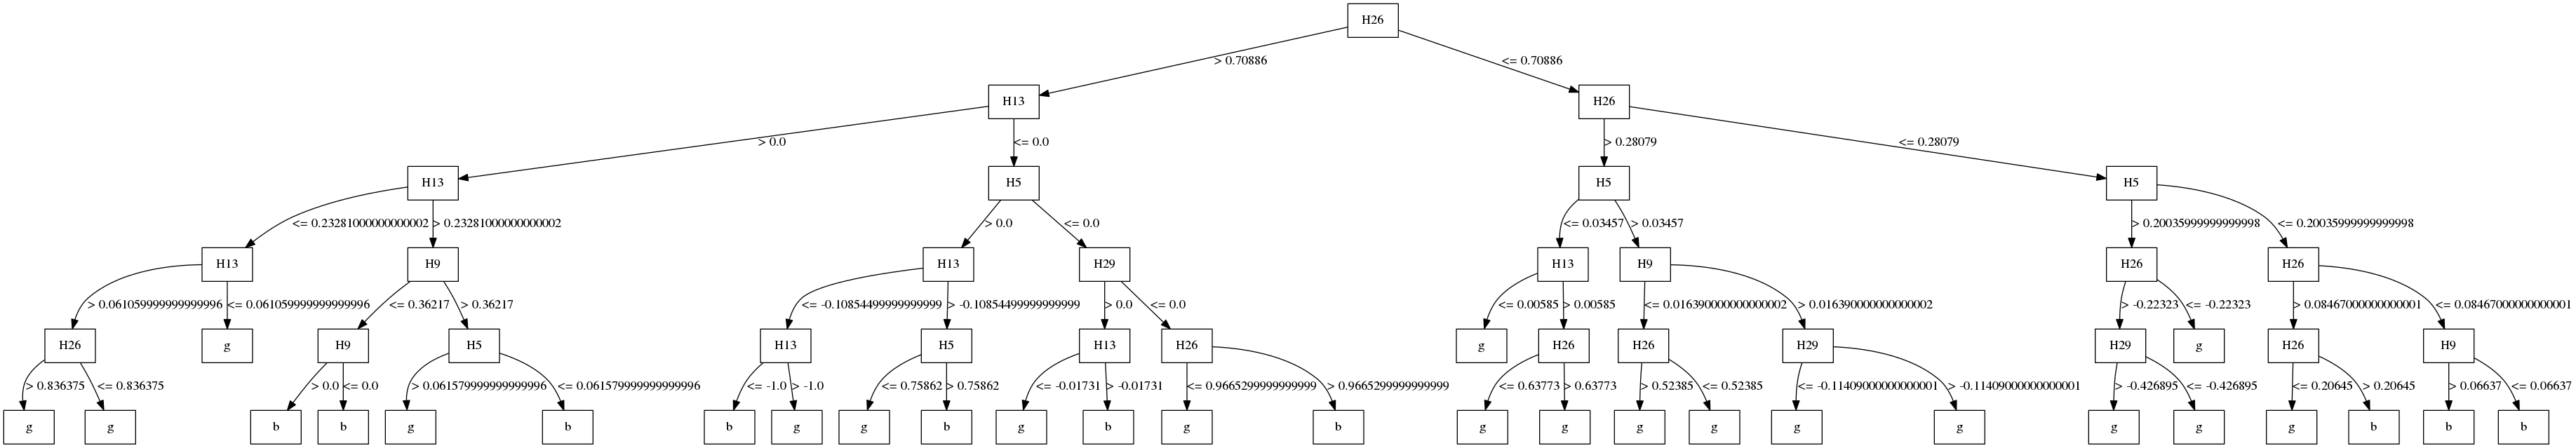 H26
> 0.70886 <= 0.70886
H13 H26
> 0.0 <= 0.0 > 0.28079 <= 0.28079
H13 H5 H5 H5
<= 0.23281000000000002 > 0.23281000000000002 > 0.0 <= 0.0 <= 0.03457 > 0.03457 > 0.20035999999999998 <= 0.20035999999999998
H13 H9 H13 H29 H13 H9 H26 H26
> 0.061059999999999996 <= 0.061059999999999996 <= 0.36217 > 0.36217 <= -0.10854499999999999 > -0.10854499999999999 > 0.0 <= 0.0 <= 0.00585 > 0.00585 <= 0.016390000000000002 > 0.016390000000000002 > -0.22323 <= -0.22323 > 0.08467000000000001 <= 0.08467000000000001
H26 g H9 H5 H13 H5 H13 H26 g H26 H26 H29 H29 g H26 H9
> 0.836375 <= 0.836375 > 0.0 <= 0.0 > 0.061579999999999996 <= 0.061579999999999996 <= -1.0 > -1.0 <= 0.75862 > 0.75862 <= -0.01731 > -0.01731 <= 0.9665299999999999 > 0.9665299999999999 <= 0.63773 > 0.63773 > 0.52385 <= 0.52385 <= -0.11409000000000001 > -0.11409000000000001 > -0.426895 <= -0.426895 <= 0.20645 > 0.20645 > 0.06637 <= 0.06637
g g b b g b b g g b g b g b g g g g g g g g g b b b